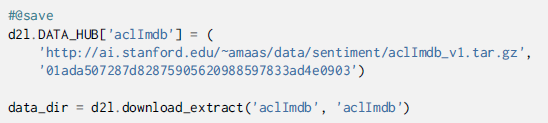 #@save
d2l.DATA_HUB['aclImdb'] = (
    'http://ai.stanford.edu/~amaas/data/sentiment/aclImdb_v1.tar.gz',
    '01ada507287d82875905620988597833ad4e0903')

data_dir = d2l.download_extract('aclImdb', 'aclImdb')